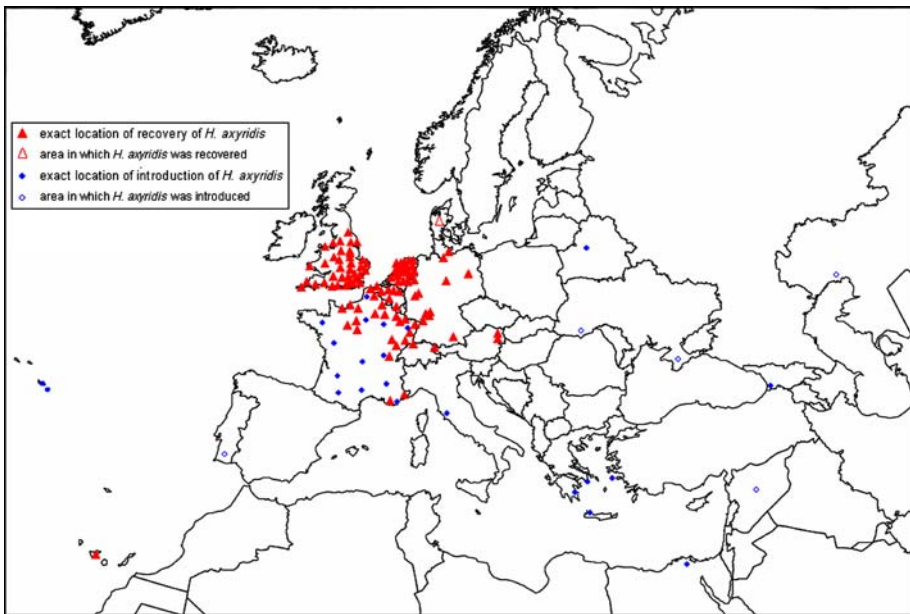 exact location of recovery of H. axyridis
area in which H. axyridis was recovered
exact location of introduction of H. axyridis
area in which H. axyridis was introduced